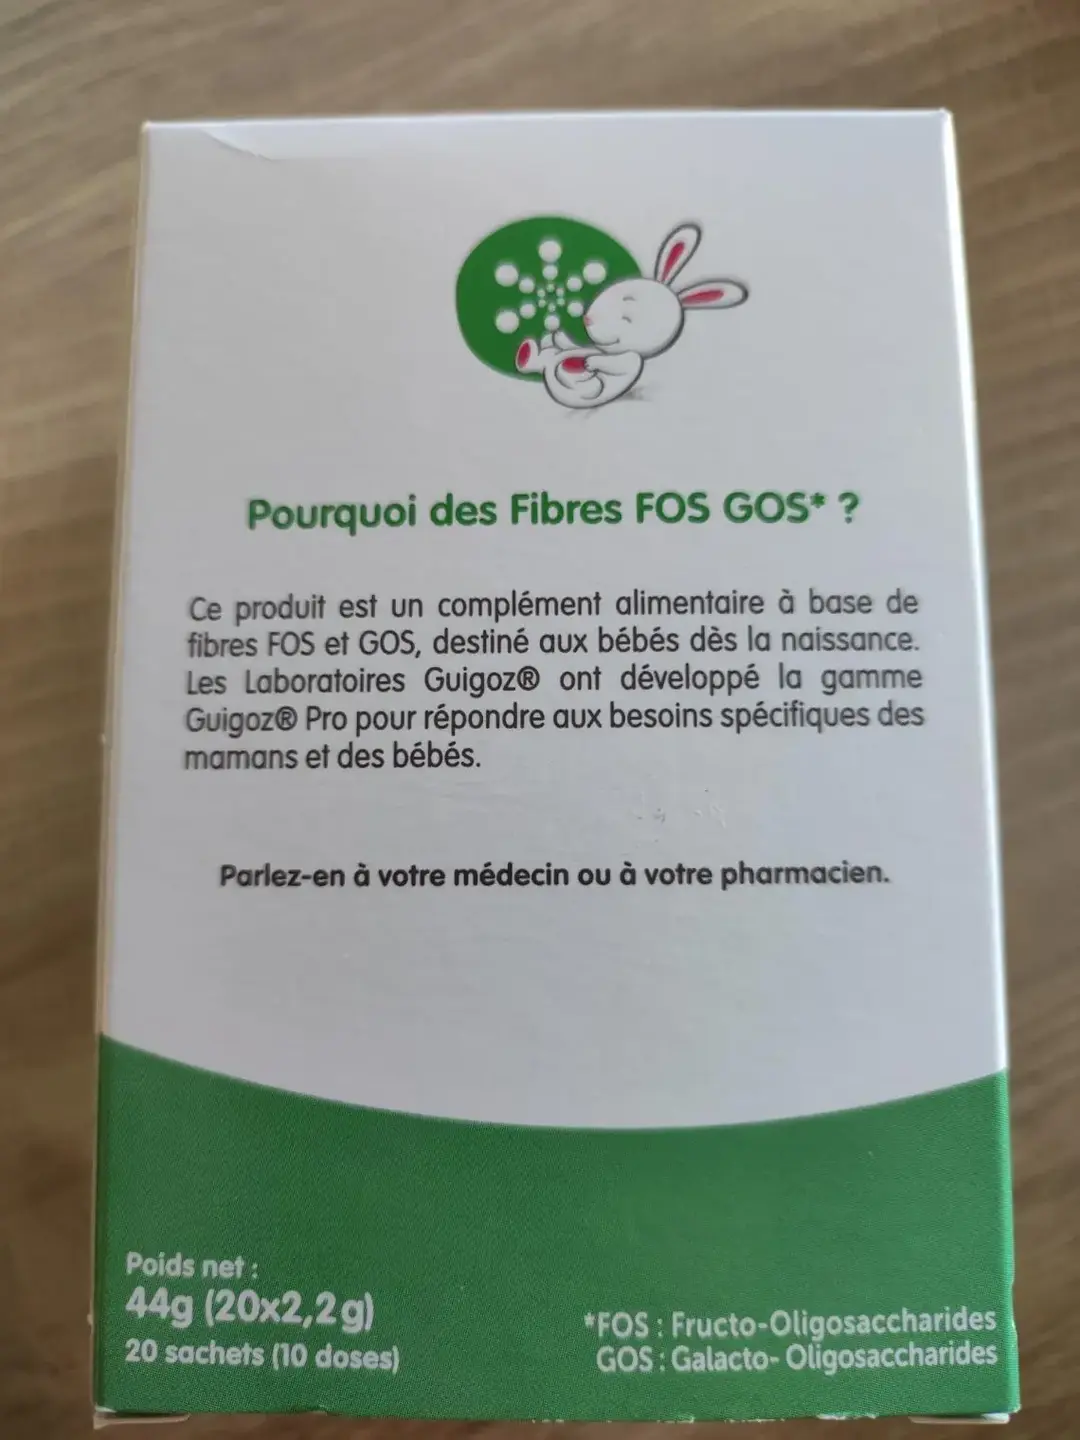 Pourquoi des Fibres FOS GOS* ?
Ce produit est un complément alimentaire à base de
fibres FOS et GOS, destiné aux bébés dès la naissance.
Les Laboratoires Guigoz® ont développé la gamme
Guigoz® Pro pour répondre aux besoins spécifiques des
mamans et des bébés.
Parlez-en à votre médecin ou à votre pharmacien.
Poids net :
44g (20x2,2g)
20 sachets (10 doses)
*FOS : Fructo-Oligosaccharides
GOS : Galacto- Oligosaccharides